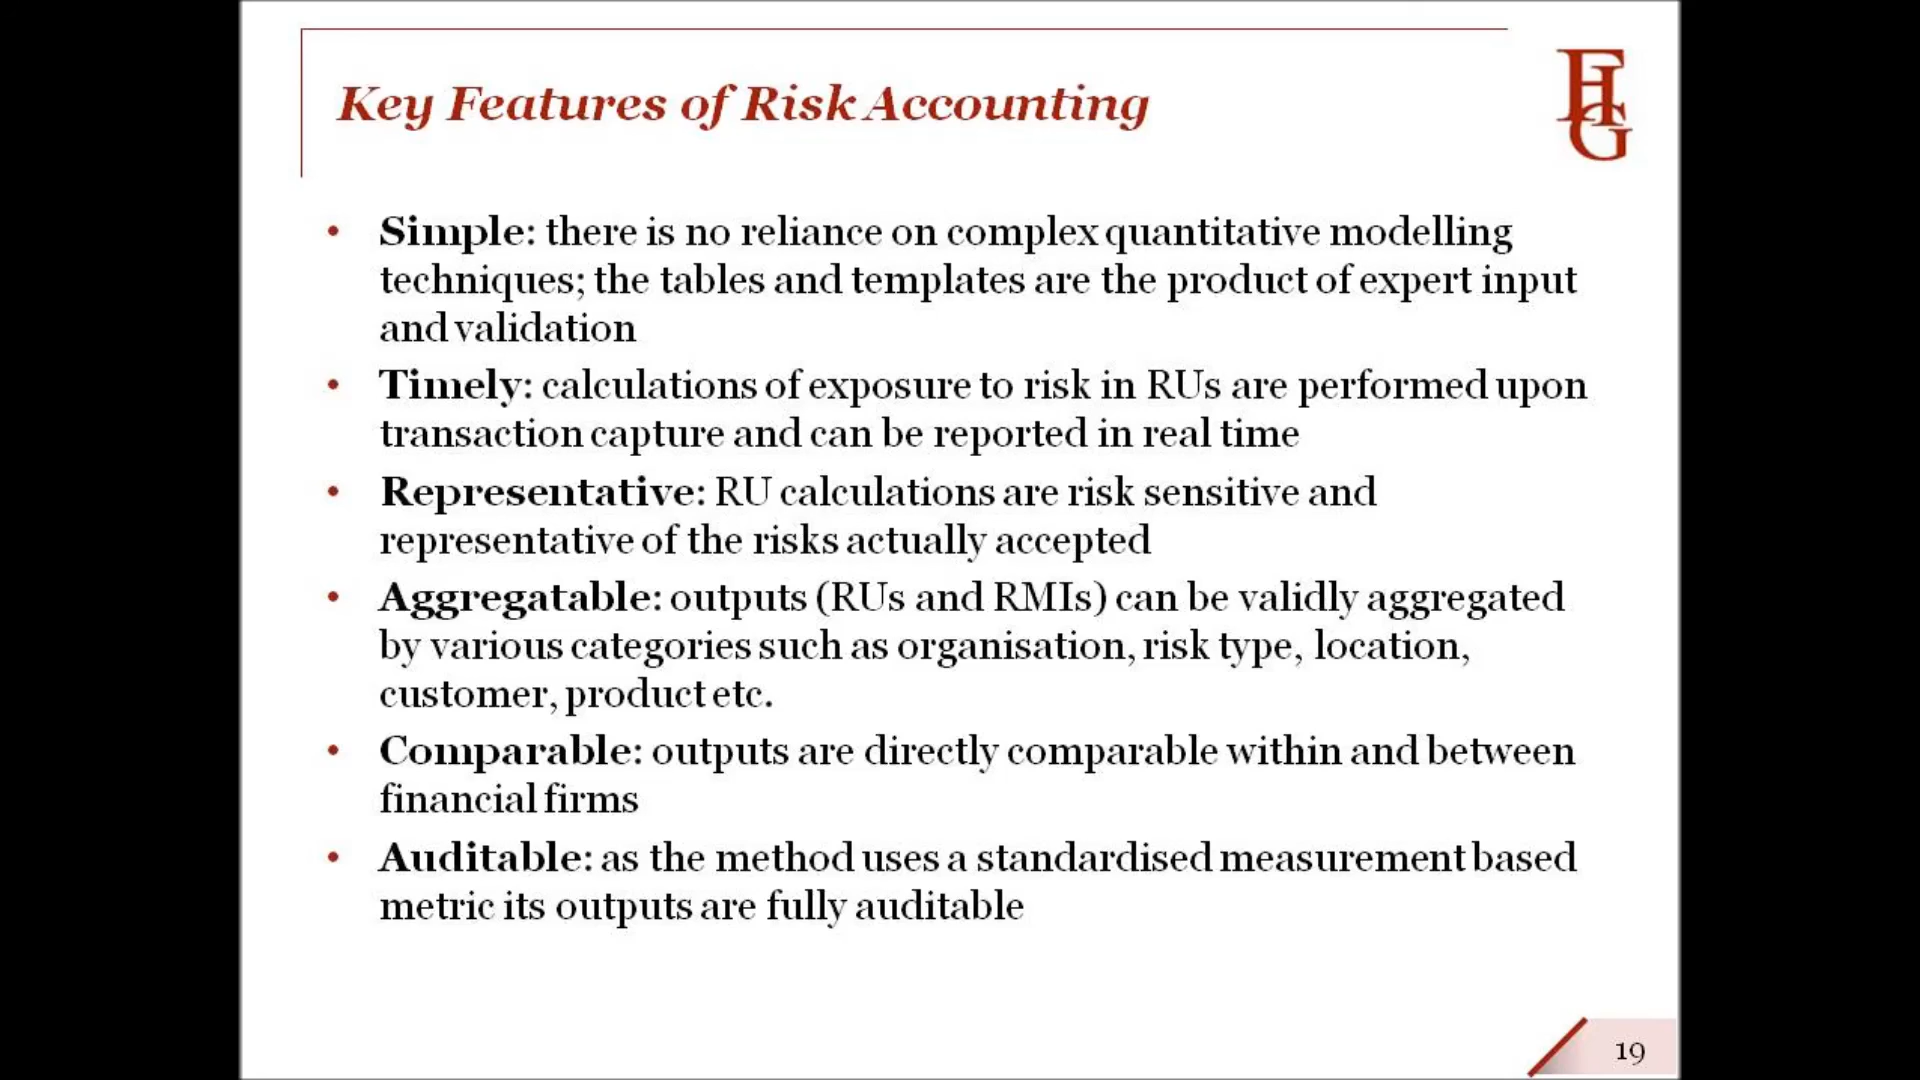 Key Features of Risk Accounting
FHG
• Simple: there is no reliance on complex quantitative modelling
techniques; the tables and templates are the product of expert input
and validation
• Timely: calculations of exposure to risk in RUs are performed upon
transaction capture and can be reported in real time
• Representative: RU calculations are risk sensitive and
representative of the risks actually accepted
• Aggregatable: outputs (RUs and RMIs) can be validly aggregated
by various categories such as organisation, risk type, location,
customer, product etc.
• Comparable: outputs are directly comparable within and between
financial firms
• Auditable: as the method uses a standardised measurement based
metric its outputs are fully auditable
19